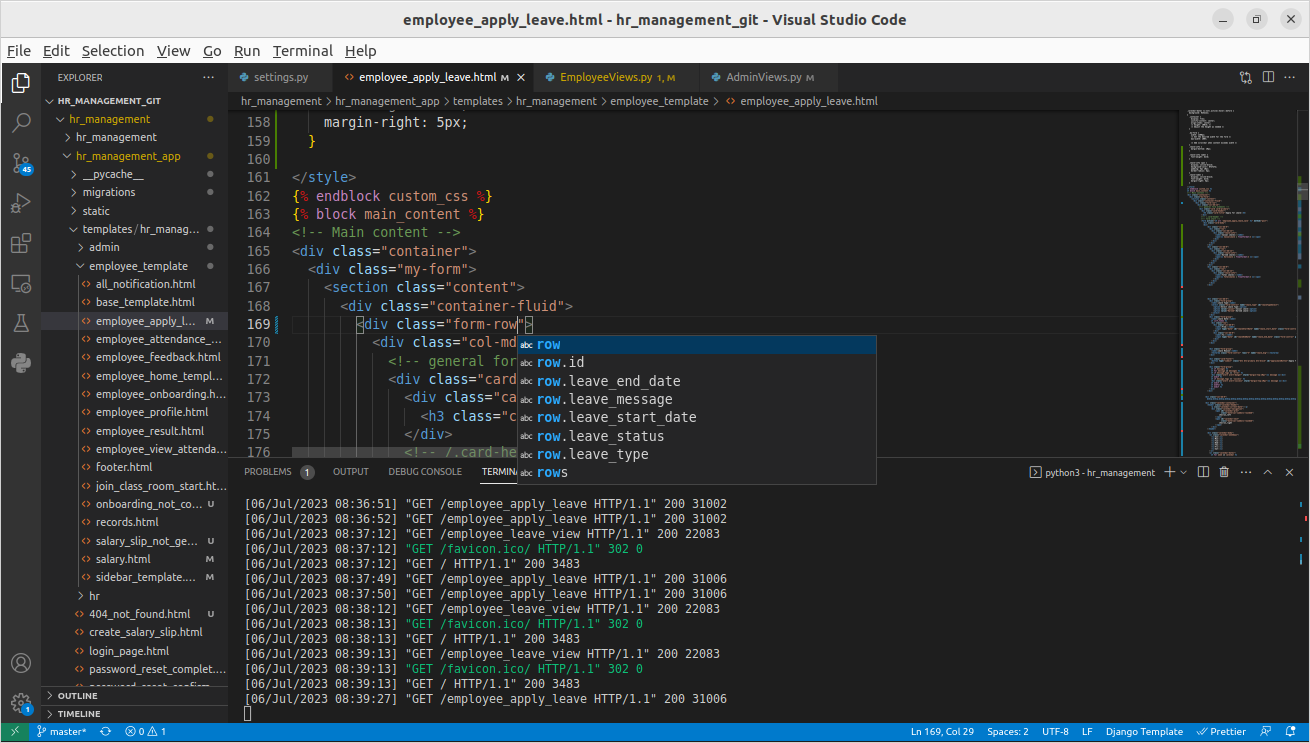 employee_apply_leave.html - hr_management_git - Visual Studio Code
File Edit Selection View Go Run Terminal Help
EXPLORER
settings.py employee_apply_leave.html M EmployeeViews.py 1, M AdminViews.py M
HR_MANAGEMENT_GIT
hr_management > hr_management_app > templates > hr_management > employee_template > employee_apply_leave.html
hr_management
hr_management
hr_management_app
__pycache__
migrations
static
templates/hr_manag...
admin
employee_template
all_notification.html
base_template.html
employee_apply_l... M
employee_attendance_...
employee_feedback.html
employee_home_templ...
employee_onboarding.h...
employee_profile.html
employee_result.html
employee_view_attenda...
footer.html
join_class_room_start.ht...
onboarding_not_co... U
records.html
salary_slip_not_ge... U
salary.html M
sidebar_template.... M
hr
404_not_found.html U
create_salary_slip.html
login_page.html
password_reset_complet...
OUTLINE
TIMELINE
45
1
158 margin-right: 5px;
159 }
160
161 </style>
162 {% endblock custom_css %}
163 {% block main_content %}
164 <!-- Main content -->
165 <div class="container">
166 <div class="my-form">
167 <section class="content">
168 <div class="container-fluid">
169 <div class="form-row">
170 <div class="col-md
171 <!-- general for
172 <div class="card
173 <div class="ca
174 <h3 class="c
175 </div>
176 <!-- /.card-he
abc row
abc row.id
abc row.leave_end_date
abc row.leave_message
abc row.leave_start_date
abc row.leave_status
abc row.leave_type
abc rows
PROBLEMS 1 OUTPUT DEBUG CONSOLE TERMINA python3 - hr_management
[06/Jul/2023 08:36:51] "GET /employee_apply_leave HTTP/1.1" 200 31002
[06/Jul/2023 08:36:52] "GET /employee_apply_leave HTTP/1.1" 200 31002
[06/Jul/2023 08:37:12] "GET /employee_leave_view HTTP/1.1" 200 22083
[06/Jul/2023 08:37:12] "GET /favicon.ico/ HTTP/1.1" 302 0
[06/Jul/2023 08:37:12] "GET / HTTP/1.1" 200 3483
[06/Jul/2023 08:37:49] "GET /employee_apply_leave HTTP/1.1" 200 31006
[06/Jul/2023 08:37:50] "GET /employee_apply_leave HTTP/1.1" 200 31006
[06/Jul/2023 08:38:12] "GET /employee_leave_view HTTP/1.1" 200 22083
[06/Jul/2023 08:38:13] "GET /favicon.ico/ HTTP/1.1" 302 0
[06/Jul/2023 08:38:13] "GET / HTTP/1.1" 200 3483
[06/Jul/2023 08:39:13] "GET /employee_leave_view HTTP/1.1" 200 22083
[06/Jul/2023 08:39:13] "GET /favicon.ico/ HTTP/1.1" 302 0
[06/Jul/2023 08:39:13] "GET / HTTP/1.1" 200 3483
[06/Jul/2023 08:39:27] "GET /employee_apply_leave HTTP/1.1" 200 31006
master* 0 1 Ln 169, Col 29 Spaces: 2 UTF-8 LF Django Template Prettier